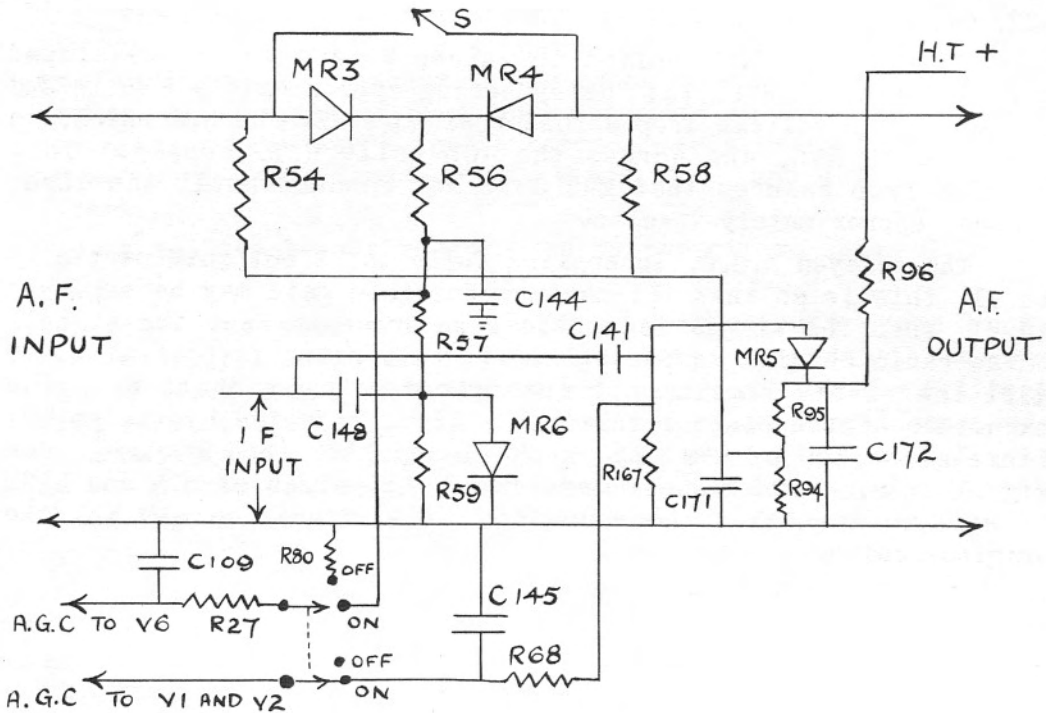 S
H.T +
MR3
MR4
R54
R56
R58
R96
A.F.
INPUT
C144
R57
C141
A.F.
OUTPUT
MR5
C148
I F
INPUT
MR6
R95
C172
R59
R167
C171
R94
C109
R80
OFF
C145
A.G.C TO V6
R27
ON
OFF
R68
A.G.C TO V1 AND V2
ON